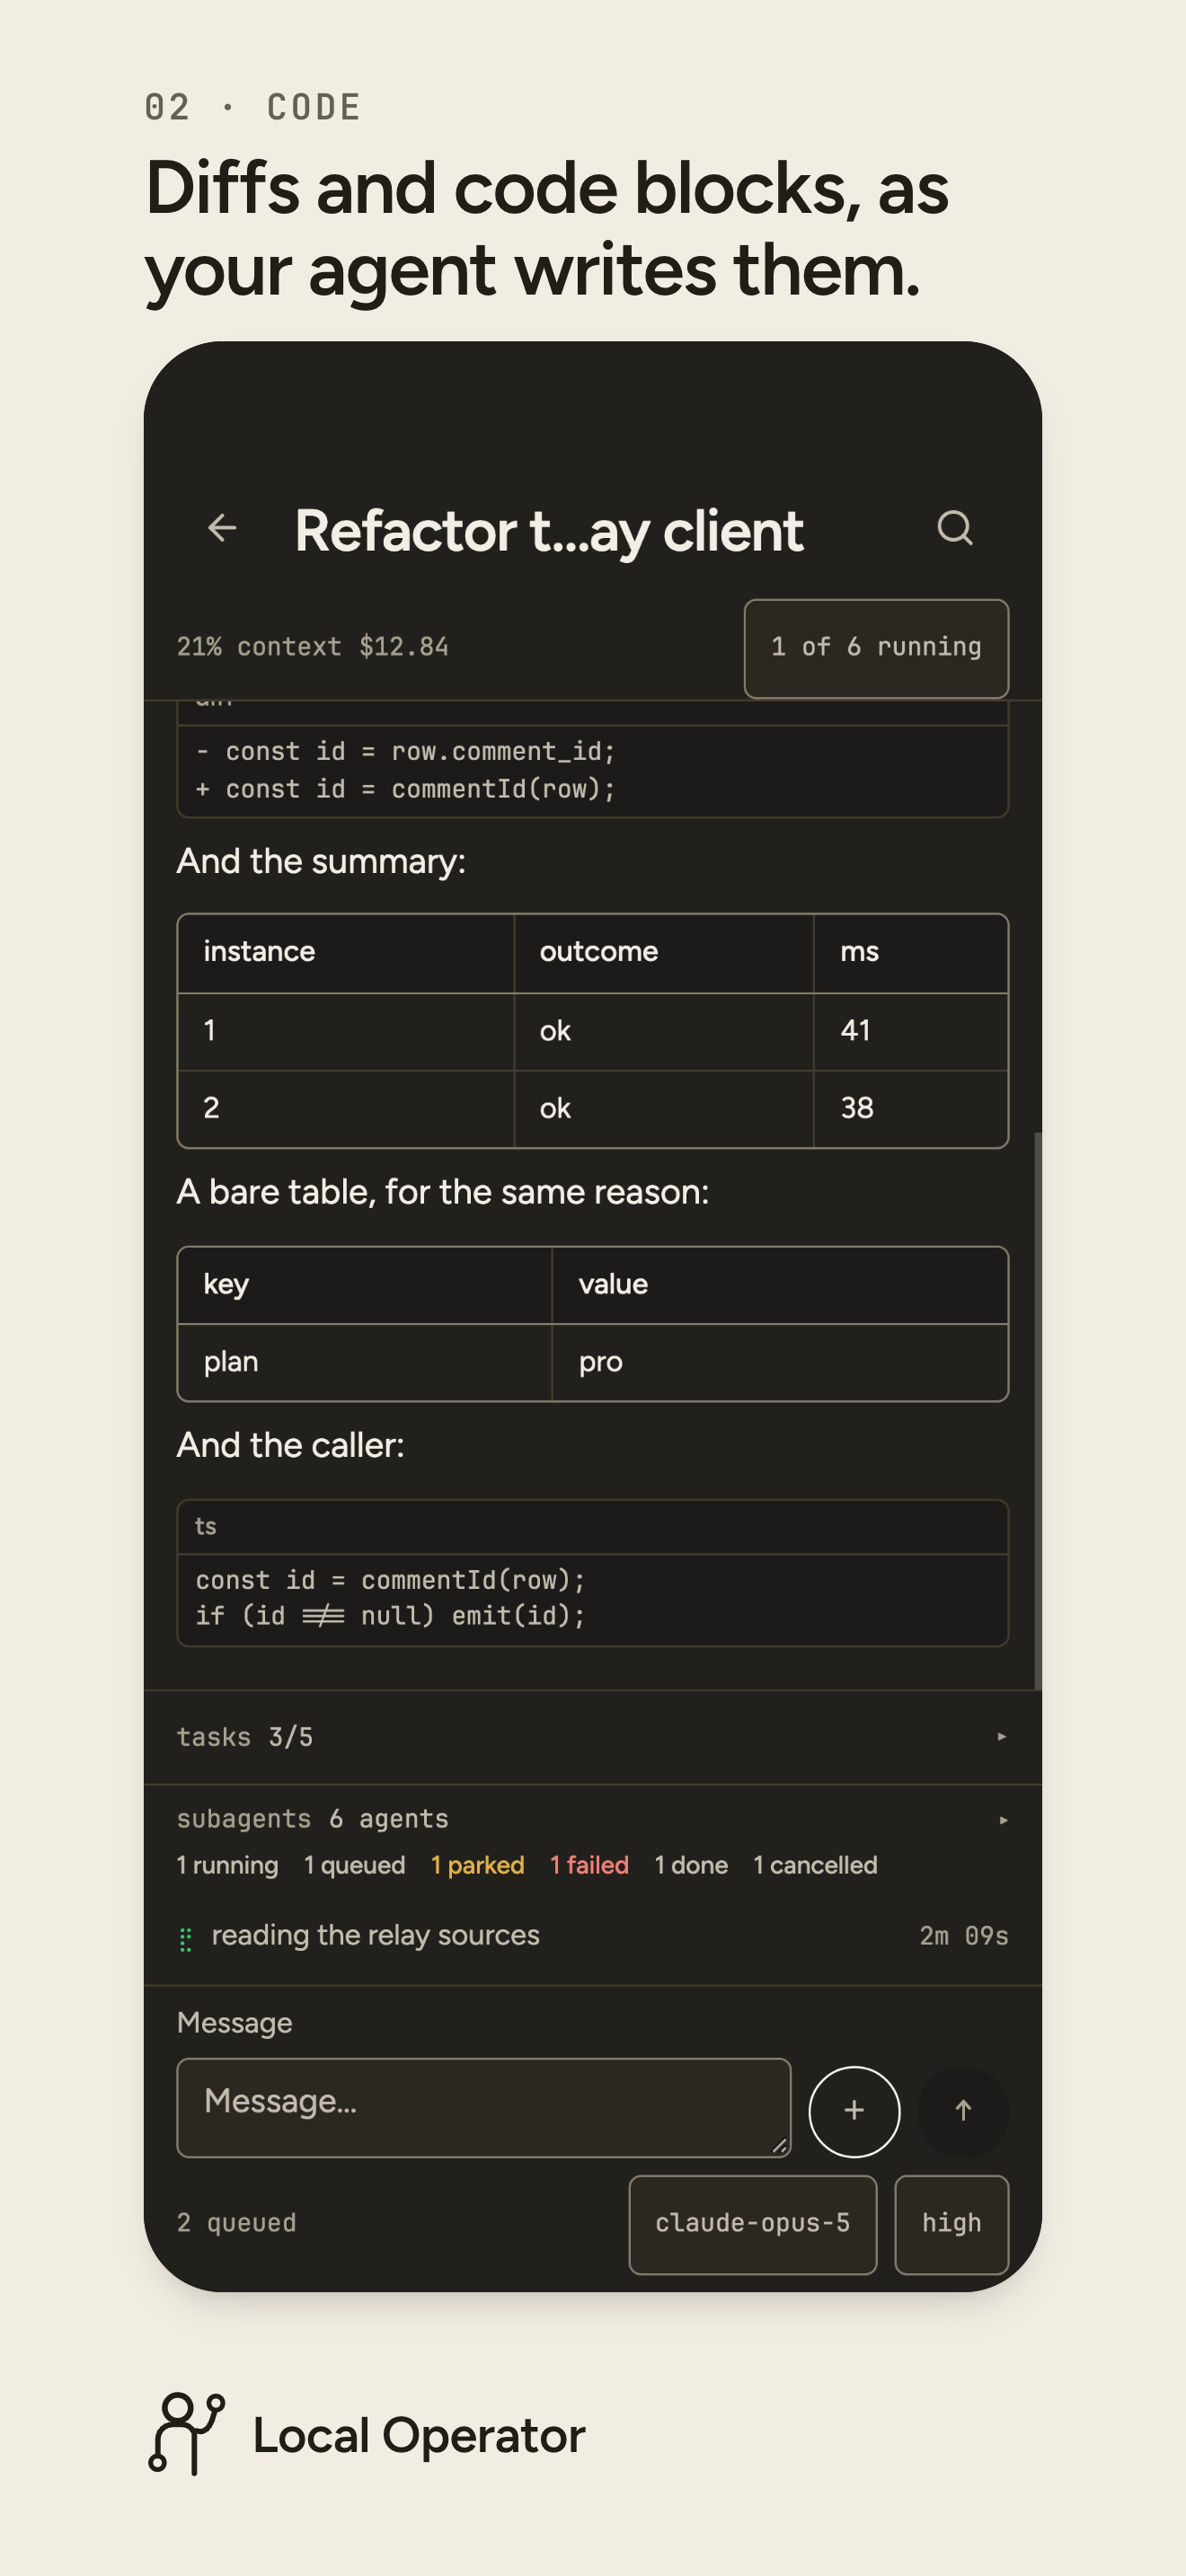 02 · CODE
Diffs and code blocks, as
your agent writes them.
Refactor t...ay client
21% context $12.84
1 of 6 running
- const id = row.comment_id;
+ const id = commentId(row);
And the summary:
instance outcome ms
1 ok 41
2 ok 38
A bare table, for the same reason:
key value
plan pro
And the caller:
ts
const id = commentId(row);
if (id !== null) emit(id);
tasks 3/5
subagents 6 agents
1 running 1 queued 1 parked 1 failed 1 done 1 cancelled
reading the relay sources 2m 09s
Message
Message...
2 queued
claude-opus-5
high
Local Operator